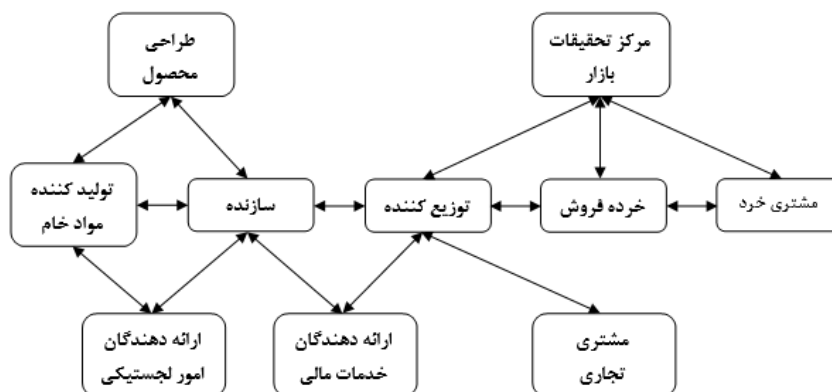 طراحی
محصول
مرکز تحقیقات
بازار
تولید کننده
مواد خام
سازنده
توزیع کننده
خرده فروش
مشتری خرد
ارائه دهندگان
امور لجستیکی
ارائه دهندگان
خدمات مالی
مشتری
تجاری